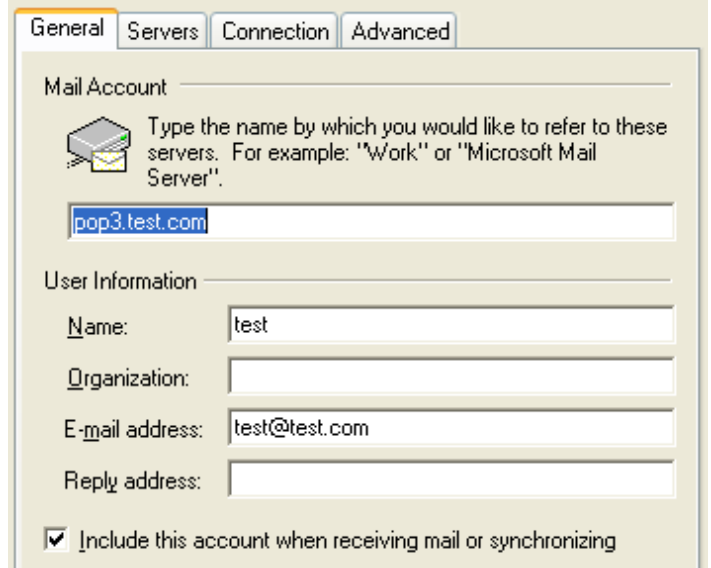 General Servers Connection Advanced
Mail Account
Type the name by which you would like to refer to these
servers. For example: "Work" or "Microsoft Mail
Server".
pop3.test.com
User Information
Name: test
Organization:
E-mail address: test@test.com
Reply address:
Include this account when receiving mail or synchronizing